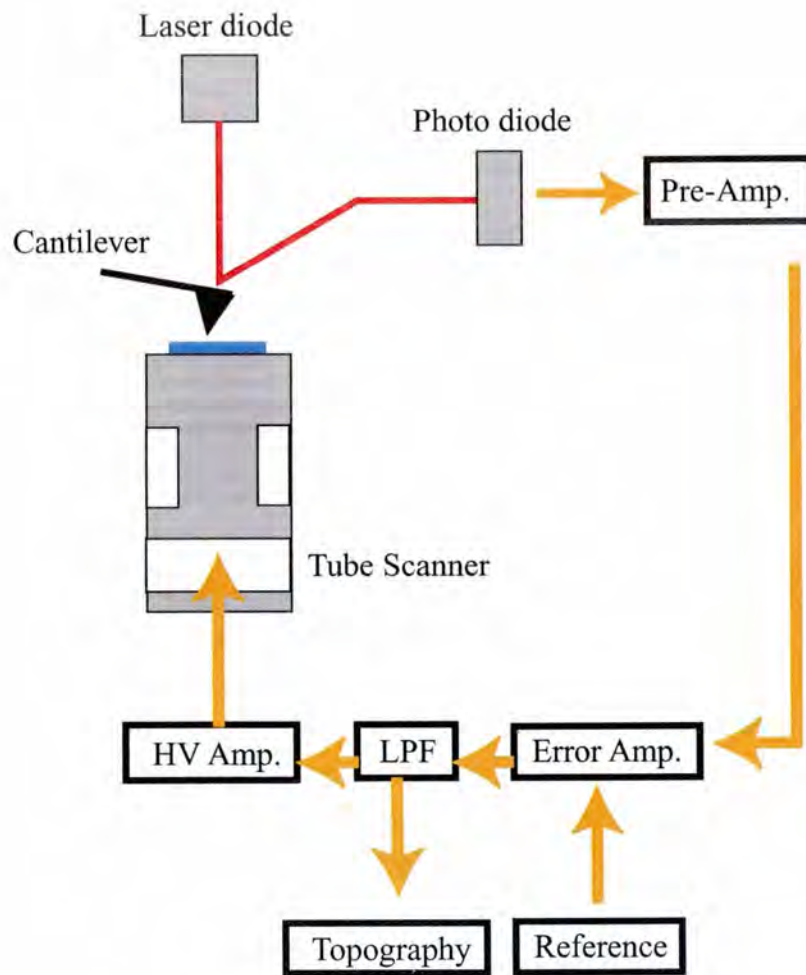 Laser diode
Photo diode
Pre-Amp.
Cantilever
Tube Scanner
HV Amp.
LPF
Error Amp.
Topography
Reference